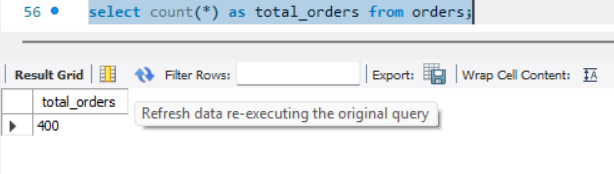 56 select count(*) as total_orders from orders;
Result Grid Filter Rows: Export: Wrap Cell Content: IA
total_orders
Refresh data re-executing the original query
400